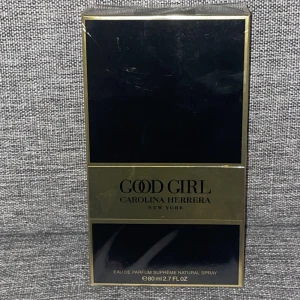 GOOD GIRL
CAROLINA HERRERA
NEW YORK
EAU DE PARFUM SUPRÊME NATURAL SPRAY
℮80 ml 2.7 FL.OZ